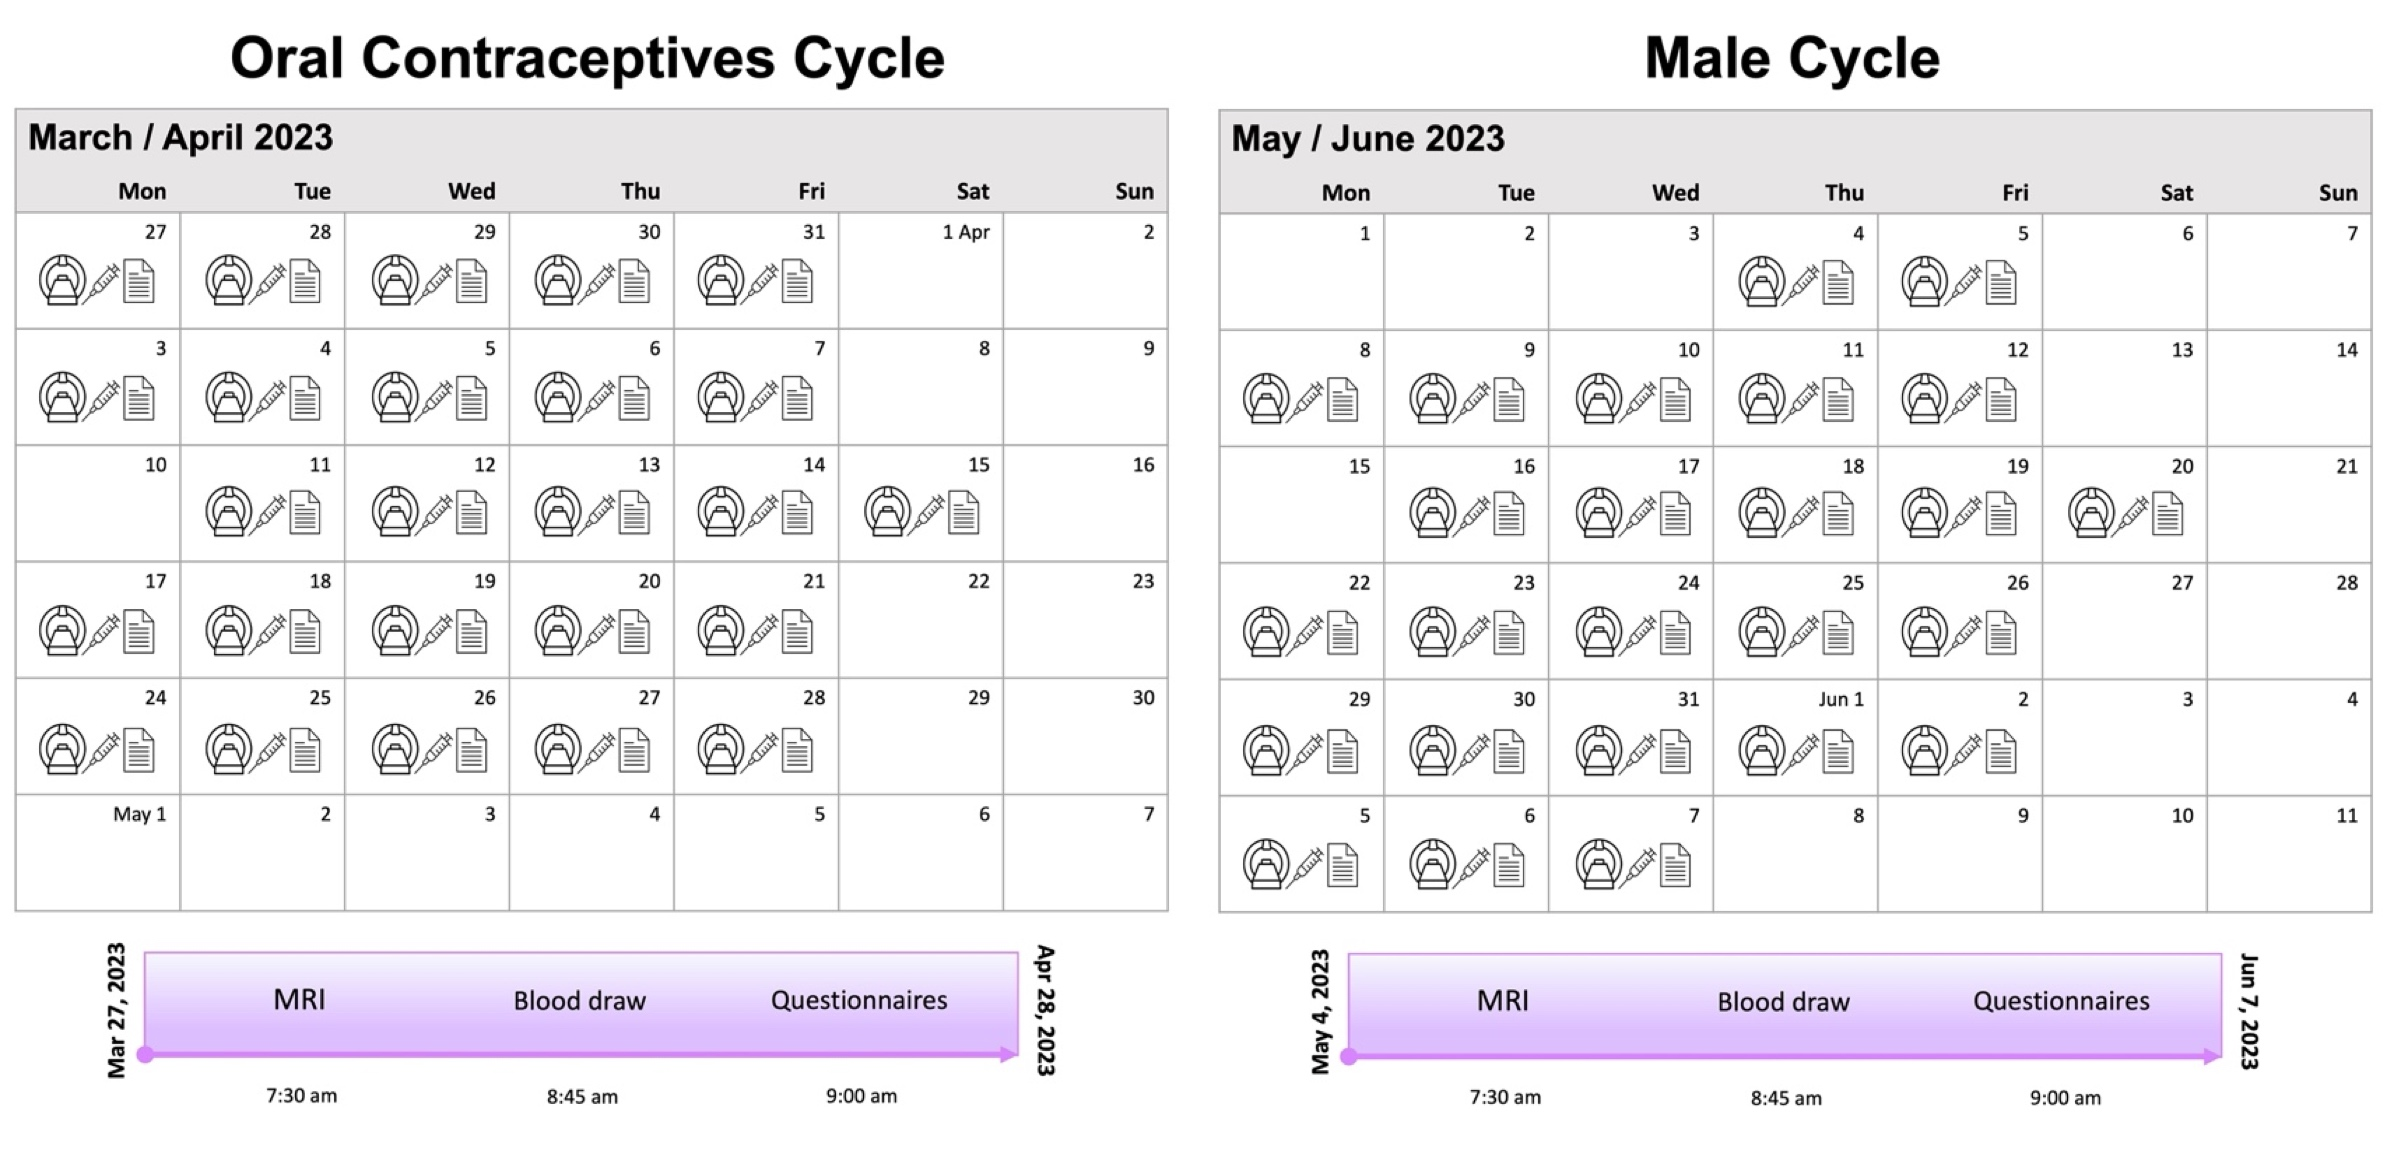 Oral Contraceptives Cycle
March / April 2023
Mon Tue Wed Thu Fri Sat Sun
27 28 29 30 31 1 Apr 2
3 4 5 6 7 8 9
10 11 12 13 14 15 16
17 18 19 20 21 22 23
24 25 26 27 28 29 30
May 1 2 3 4 5 6 7
Mar 27, 2023
MRI Blood draw Questionnaires
Apr 28, 2023
7:30 am 8:45 am 9:00 am
Male Cycle
May / June 2023
Mon Tue Wed Thu Fri Sat Sun
1 2 3 4 5 6 7
8 9 10 11 12 13 14
15 16 17 18 19 20 21
22 23 24 25 26 27 28
29 30 31 Jun 1 2 3 4
5 6 7 8 9 10 11
May 4, 2023
MRI Blood draw Questionnaires
Jun 7, 2023
7:30 am 8:45 am 9:00 am